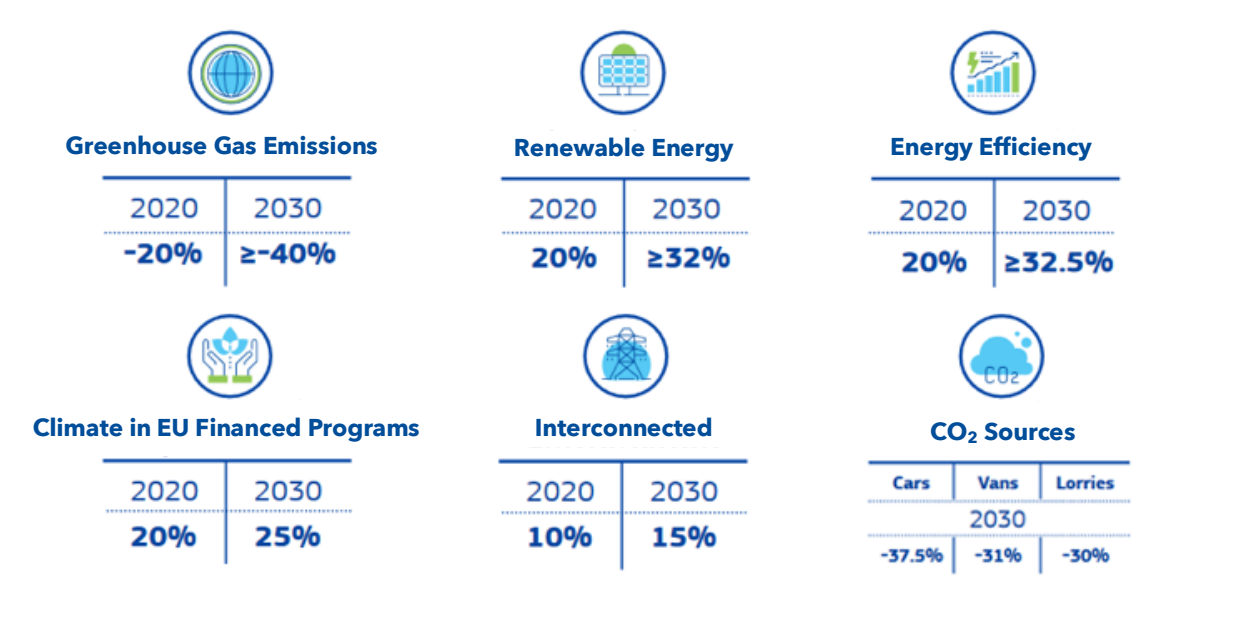 Greenhouse Gas Emissions
2020 2030
-20% ≥-40%
Renewable Energy
2020 2030
20% ≥32%
Energy Efficiency
2020 2030
20% ≥32.5%
Climate in EU Financed Programs
2020 2030
20% 25%
Interconnected
2020 2030
10% 15%
CO2
CO₂ Sources
Cars Vans Lorries
2030
-37.5% -31% -30%